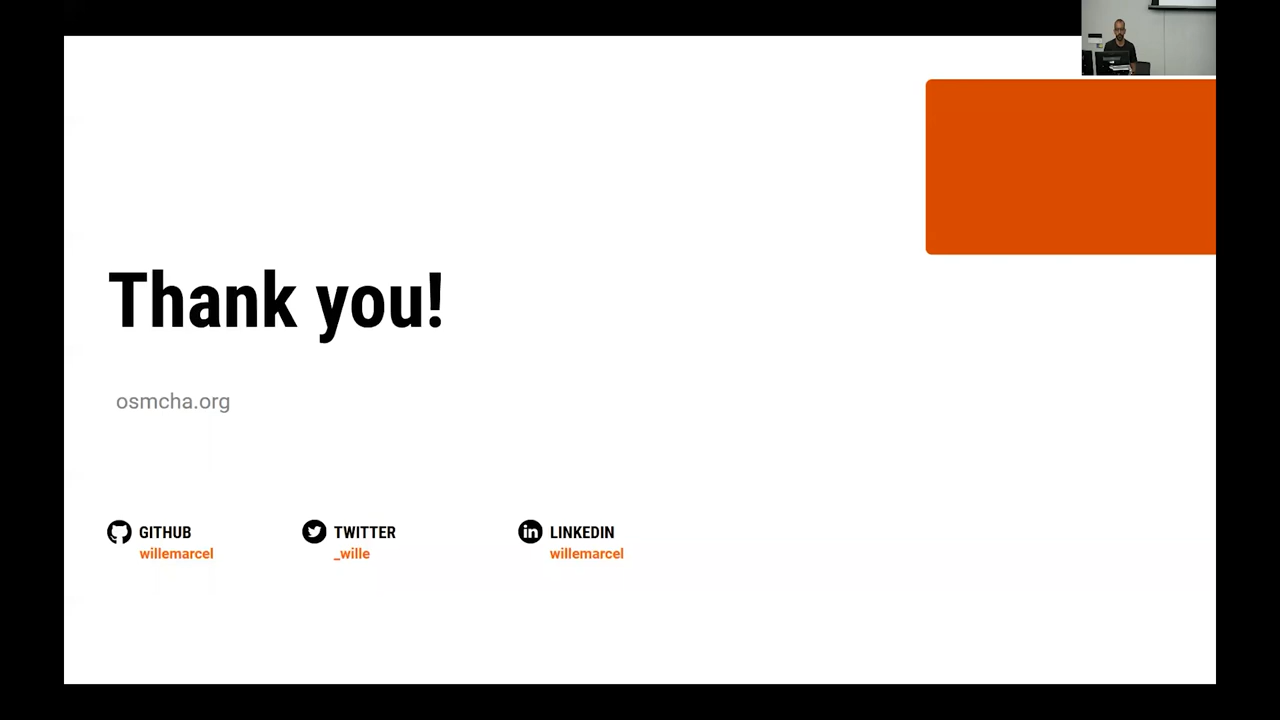 Thank you!
osmcha.org
GITHUB
willemarcel
TWITTER
_wille
LINKEDIN
willemarcel